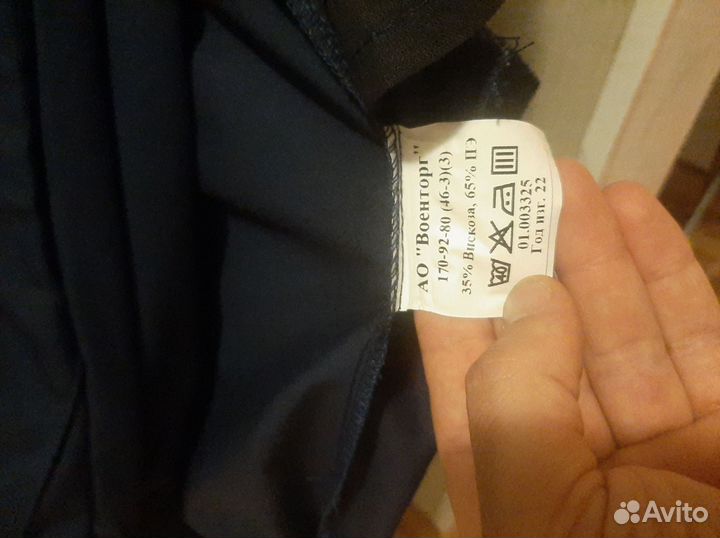 АО "Военторг"
170-92-80 (46-3)(3)
35% Вискоза, 65% ПЭ
01.003325
Год изг. 22
Avito